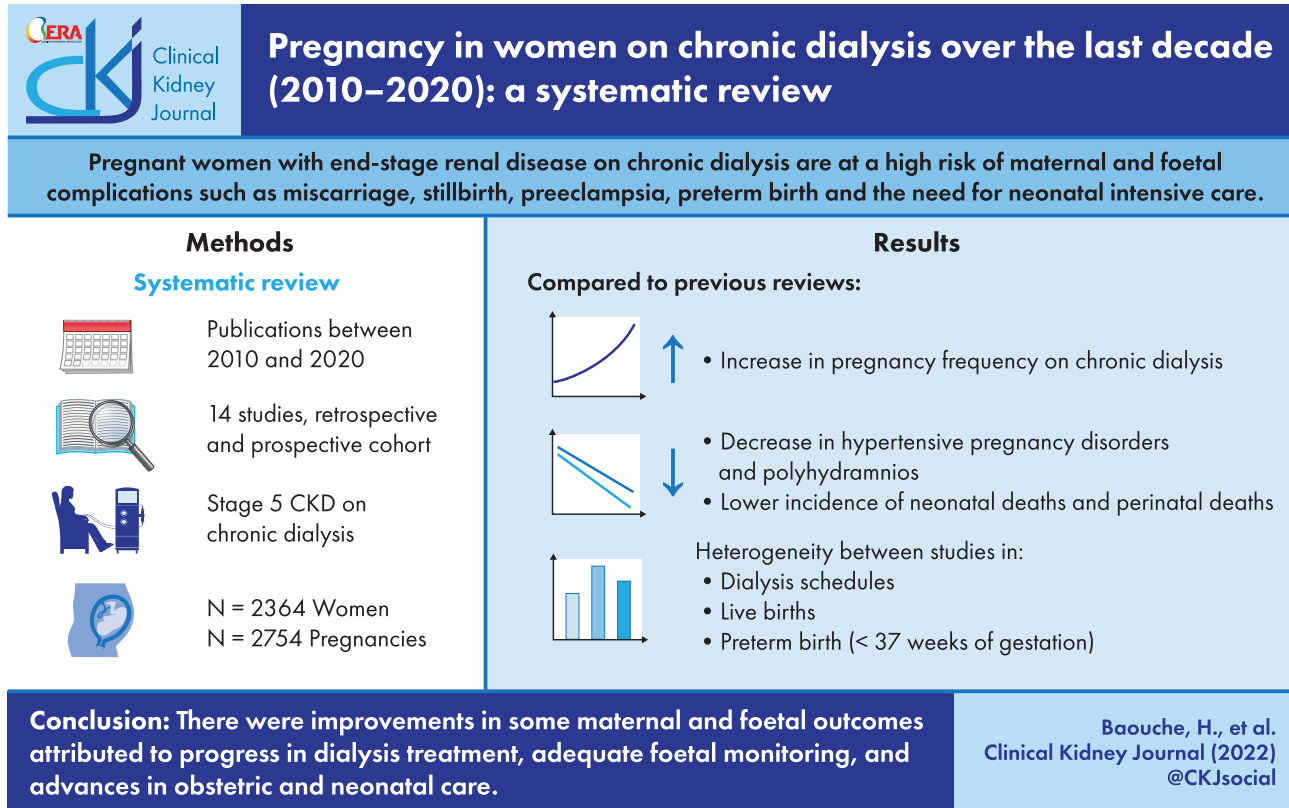 ERA
CKJ
Clinical
Kidney
Journal
Pregnancy in women on chronic dialysis over the last decade
(2010–2020): a systematic review
Pregnant women with end-stage renal disease on chronic dialysis are at a high risk of maternal and foetal
complications such as miscarriage, stillbirth, preeclampsia, preterm birth and the need for neonatal intensive care.
Methods
Systematic review
Publications between
2010 and 2020
14 studies, retrospective
and prospective cohort
Stage 5 CKD on
chronic dialysis
N = 2364 Women
N = 2754 Pregnancies
Results
Compared to previous reviews:
• Increase in pregnancy frequency on chronic dialysis
• Decrease in hypertensive pregnancy disorders
and polyhydramnios
• Lower incidence of neonatal deaths and perinatal deaths
Heterogeneity between studies in:
• Dialysis schedules
• Live births
• Preterm birth (< 37 weeks of gestation)
Conclusion: There were improvements in some maternal and foetal outcomes
attributed to progress in dialysis treatment, adequate foetal monitoring, and
advances in obstetric and neonatal care.
Baouche, H., et al.
Clinical Kidney Journal (2022)
@CKJsocial